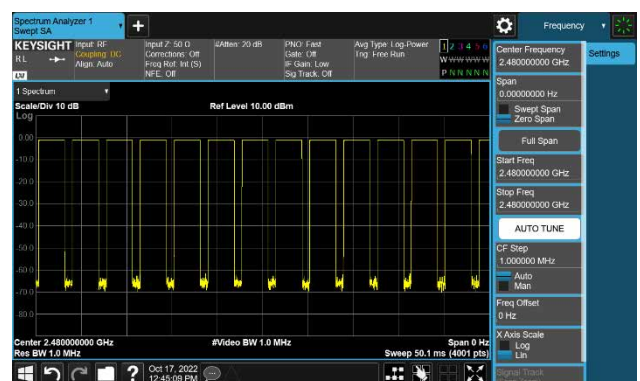 Spectrum Analyzer 1
Swept SA
+
Frequency
KEYSIGHT
Input: RF
Coupling: DC
Align: Auto
Input Z: 50 Ω
Corrections: Off
Freq Ref: Int (S)
NFE: Off
#Atten: 20 dB
PNO: Fast
Gate: Off
IF Gain: Low
Sig Track: Off
Avg Type: Log-Power
Trig: Free Run
1 2 3 4 5 6
W W W W W W
P N N N N N
RL
LXI
1 Spectrum
Scale/Div 10 dB
Ref Level 10.00 dBm
Log
0.00
-10.0
-20.0
-30.0
-40.0
-50.0
-60.0
-70.0
-80.0
Center 2.480000000 GHz
#Video BW 1.0 MHz
Span 0 Hz
Res BW 1.0 MHz
Sweep 50.1 ms (4001 pts)
?
Oct 17, 2022
12:45:09 PM
Center Frequency
2.480000000 GHz
Settings
Span
0.00000000 Hz
Swept Span
Zero Span
Full Span
Start Freq
2.480000000 GHz
Stop Freq
2.480000000 GHz
AUTO TUNE
CF Step
1.000000 MHz
Auto
Man
Freq Offset
0 Hz
X Axis Scale
Log
Lin
Signal Track